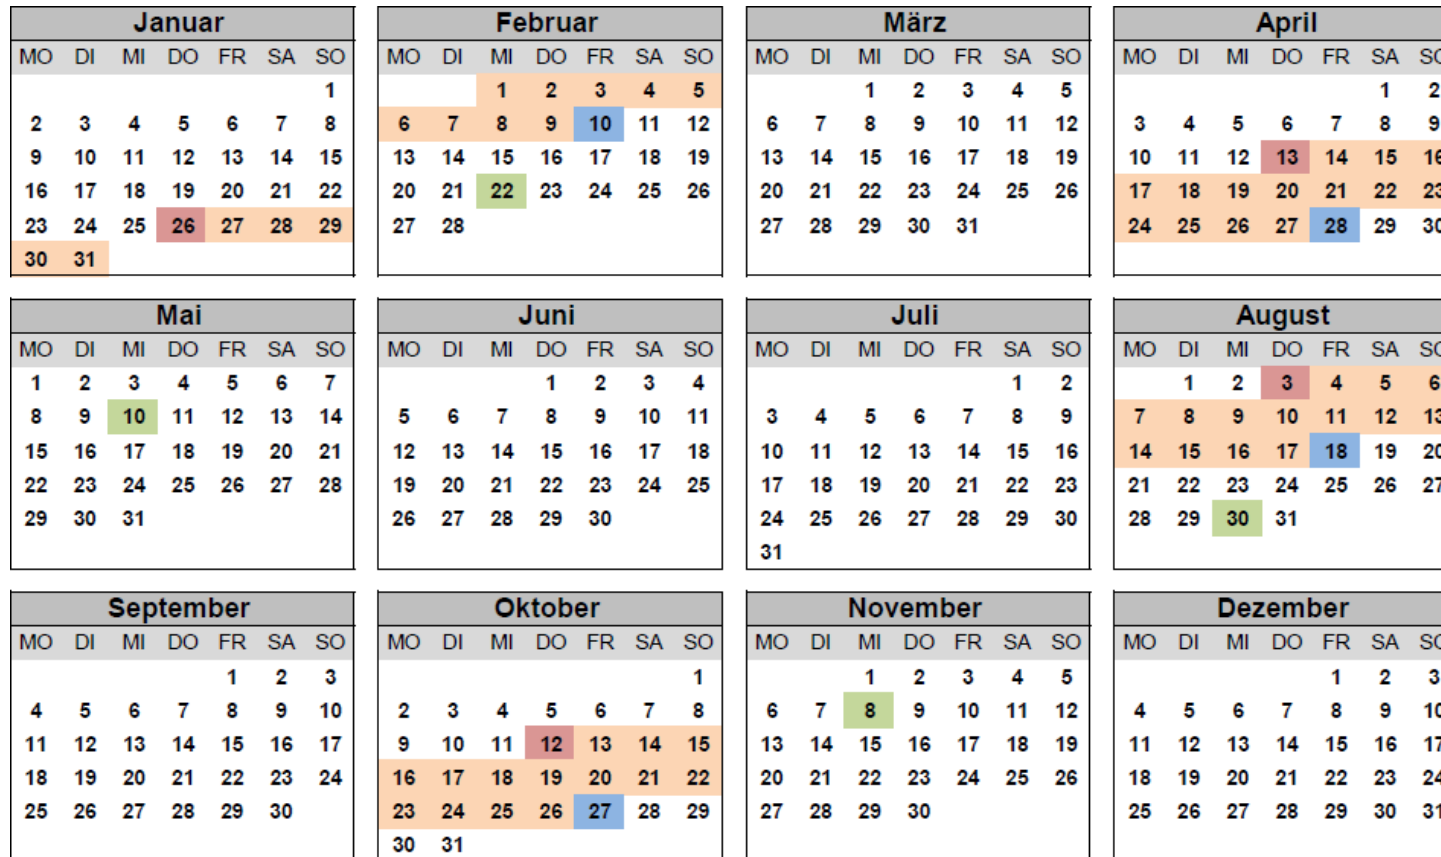 Januar
MO DI MI DO FR SA SO
1
2 3 4 5 6 7 8
9 10 11 12 13 14 15
16 17 18 19 20 21 22
23 24 25 26 27 28 29
30 31
Februar
MO DI MI DO FR SA SO
1 2 3 4 5
6 7 8 9 10 11 12
13 14 15 16 17 18 19
20 21 22 23 24 25 26
27 28
März
MO DI MI DO FR SA SO
1 2 3 4 5
6 7 8 9 10 11 12
13 14 15 16 17 18 19
20 21 22 23 24 25 26
27 28 29 30 31
April
MO DI MI DO FR SA SO
1 2
3 4 5 6 7 8 9
10 11 12 13 14 15 16
17 18 19 20 21 22 23
24 25 26 27 28 29 30
Mai
MO DI MI DO FR SA SO
1 2 3 4 5 6 7
8 9 10 11 12 13 14
15 16 17 18 19 20 21
22 23 24 25 26 27 28
29 30 31
Juni
MO DI MI DO FR SA SO
1 2 3 4
5 6 7 8 9 10 11
12 13 14 15 16 17 18
19 20 21 22 23 24 25
26 27 28 29 30
Juli
MO DI MI DO FR SA SO
1 2
3 4 5 6 7 8 9
10 11 12 13 14 15 16
17 18 19 20 21 22 23
24 25 26 27 28 29 30
31
August
MO DI MI DO FR SA SO
1 2 3 4 5 6
7 8 9 10 11 12 13
14 15 16 17 18 19 20
21 22 23 24 25 26 27
28 29 30 31
September
MO DI MI DO FR SA SO
1 2 3
4 5 6 7 8 9 10
11 12 13 14 15 16 17
18 19 20 21 22 23 24
25 26 27 28 29 30
Oktober
MO DI MI DO FR SA SO
1
2 3 4 5 6 7 8
9 10 11 12 13 14 15
16 17 18 19 20 21 22
23 24 25 26 27 28 29
30 31
November
MO DI MI DO FR SA SO
1 2 3 4 5
6 7 8 9 10 11 12
13 14 15 16 17 18 19
20 21 22 23 24 25 26
27 28 29 30
Dezember
MO DI MI DO FR SA SO
1 2 3
4 5 6 7 8 9 10
11 12 13 14 15 16 17
18 19 20 21 22 23 24
25 26 27 28 29 30 31